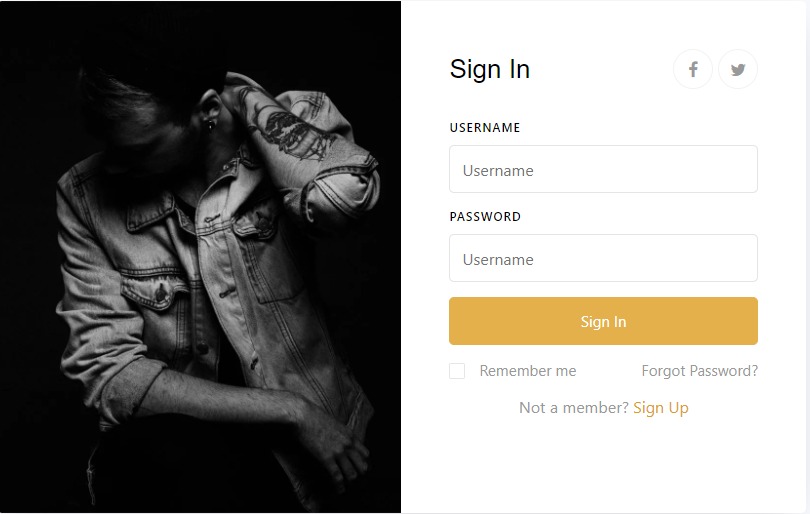 Sign In
USERNAME
Username
PASSWORD
Username
Sign In
Remember me Forgot Password?
Not a member? Sign Up